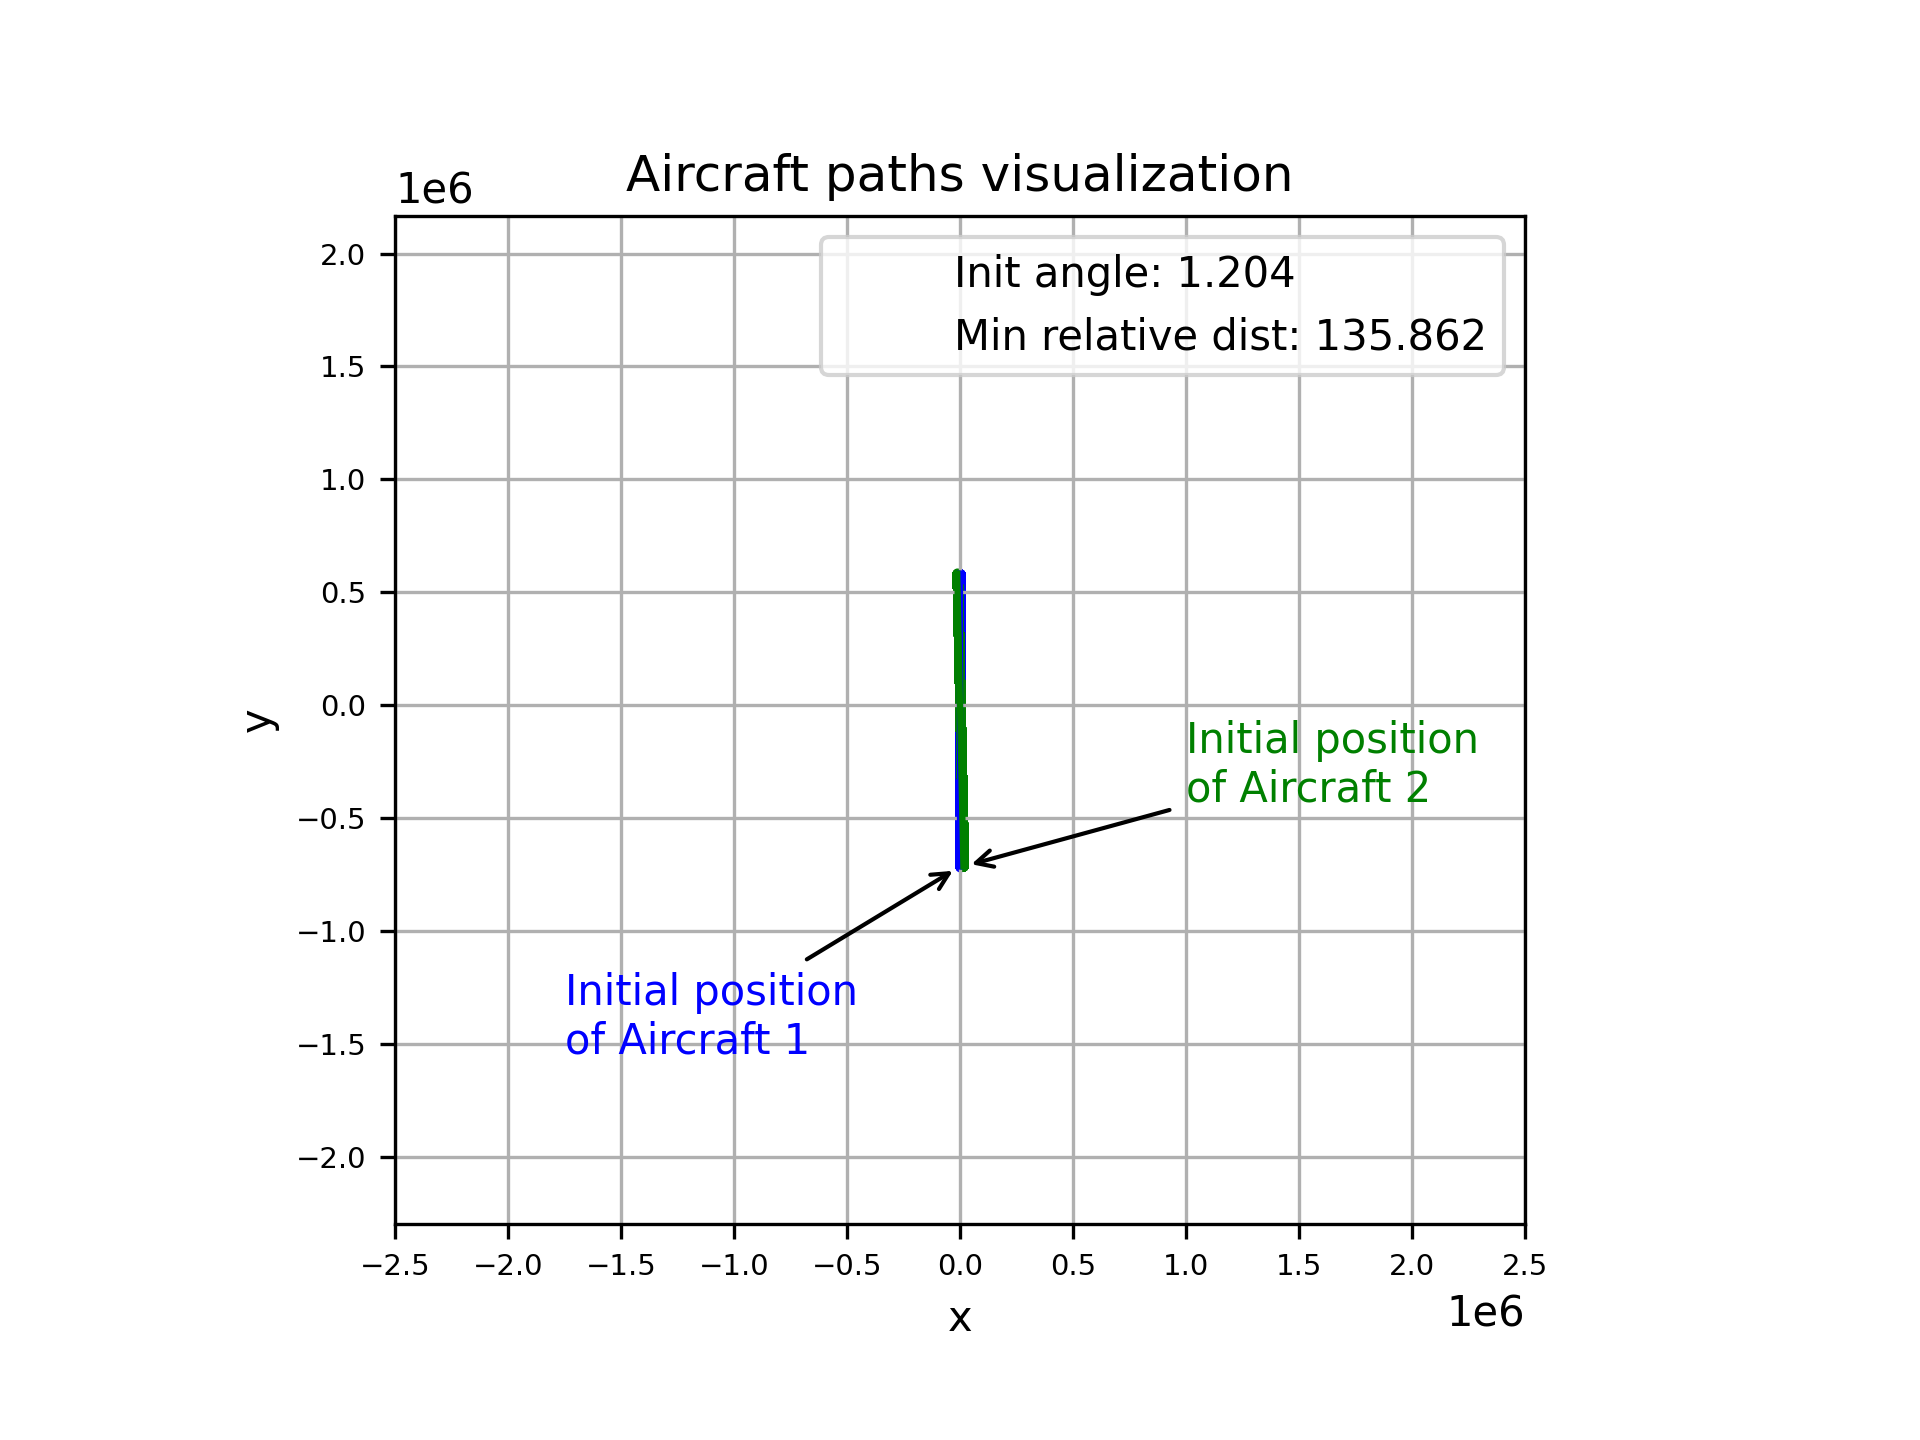 Aircraft paths visualization
1e6
Init angle: 1.204
Min relative dist: 135.862
2.0
1.5
1.0
0.5
0.0
−0.5
−1.0
−1.5
−2.0
y
Initial position
of Aircraft 2
Initial position
of Aircraft 1
−2.5 −2.0 −1.5 −1.0 −0.5 0.0 0.5 1.0 1.5 2.0 2.5
x
1e6